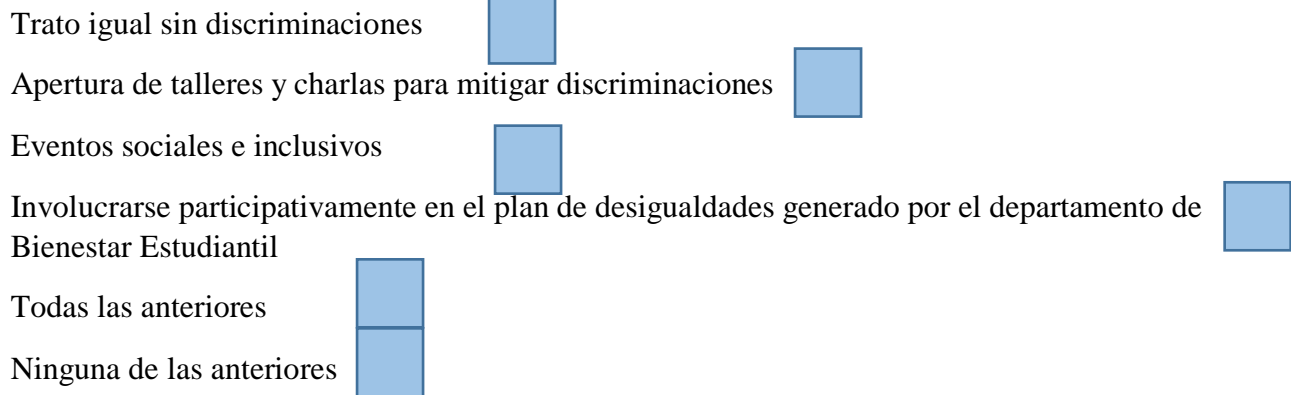 Trato igual sin discriminaciones
Apertura de talleres y charlas para mitigar discriminaciones
Eventos sociales e inclusivos
Involucrarse participativamente en el plan de desigualdades generado por el departamento de
Bienestar Estudiantil
Todas las anteriores
Ninguna de las anteriores